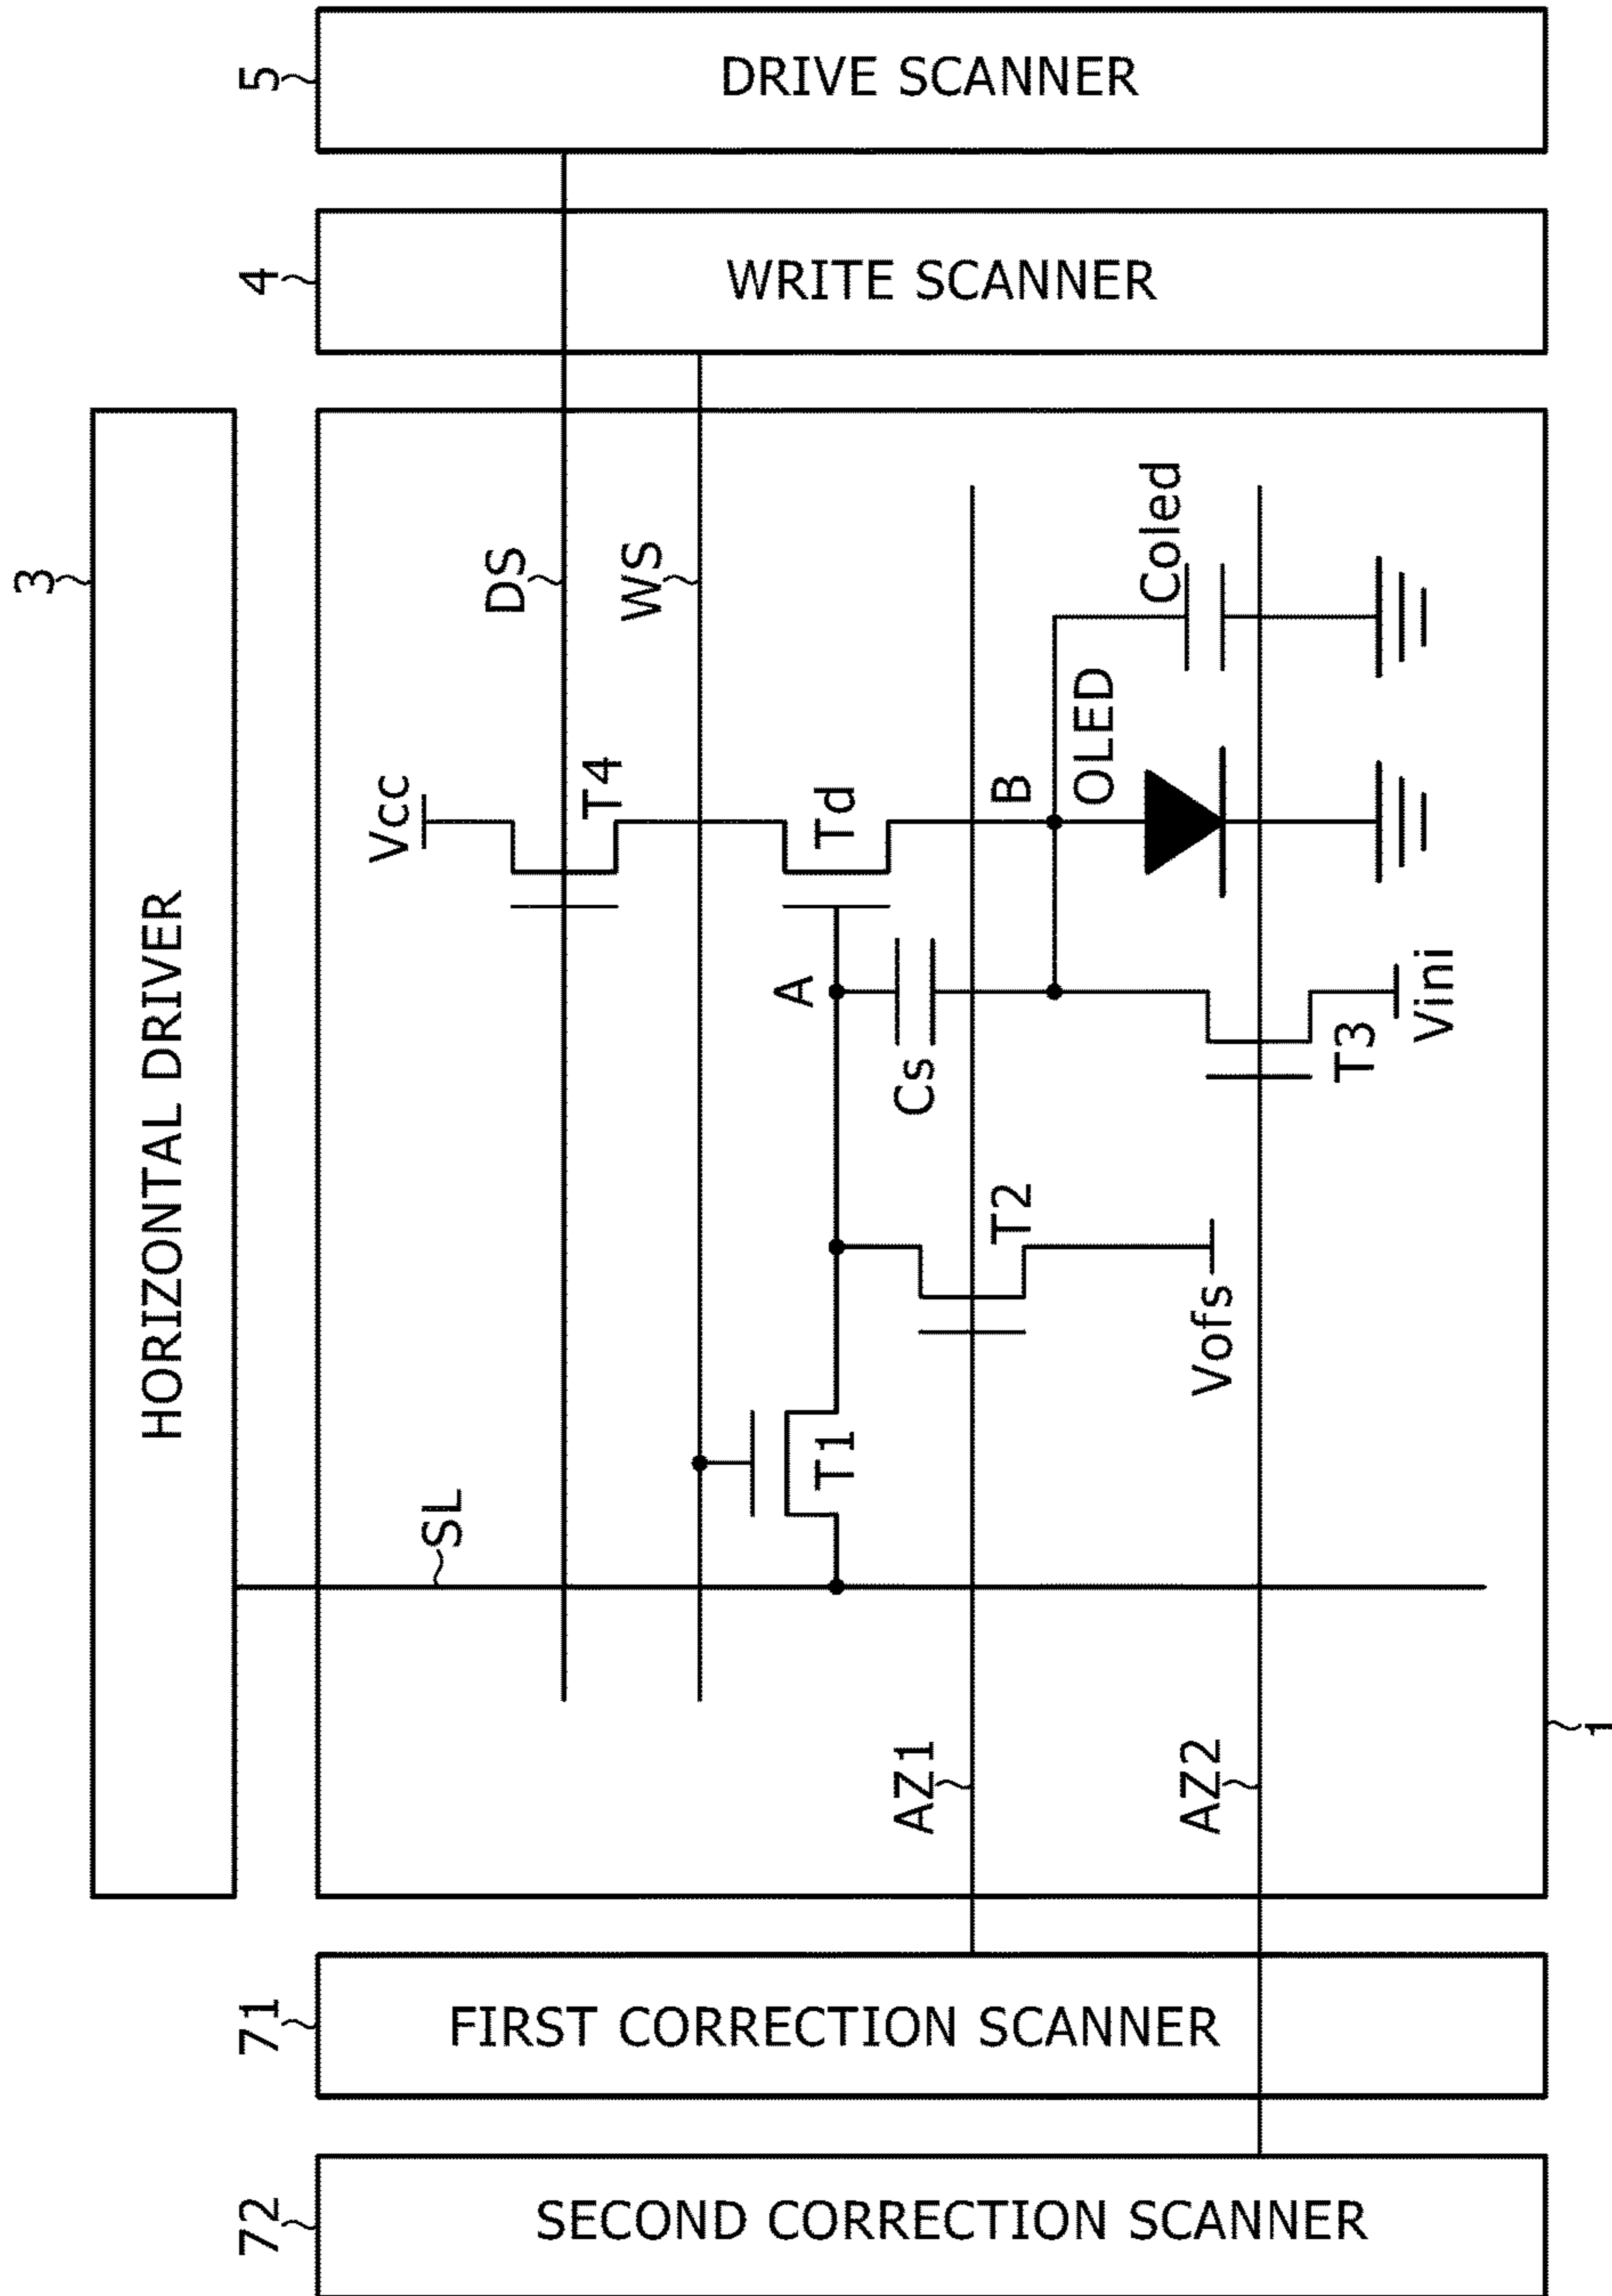 5
DRIVE SCANNER
4
WRITE SCANNER
3
HORIZONTAL DRIVER
DS
WS
Vcc
T4
Td
B
OLED
Coled
A
Cs
T3
Vini
T2
Vofs
T1
SL
AZ1
AZ2
1
71
FIRST CORRECTION SCANNER
72
SECOND CORRECTION SCANNER